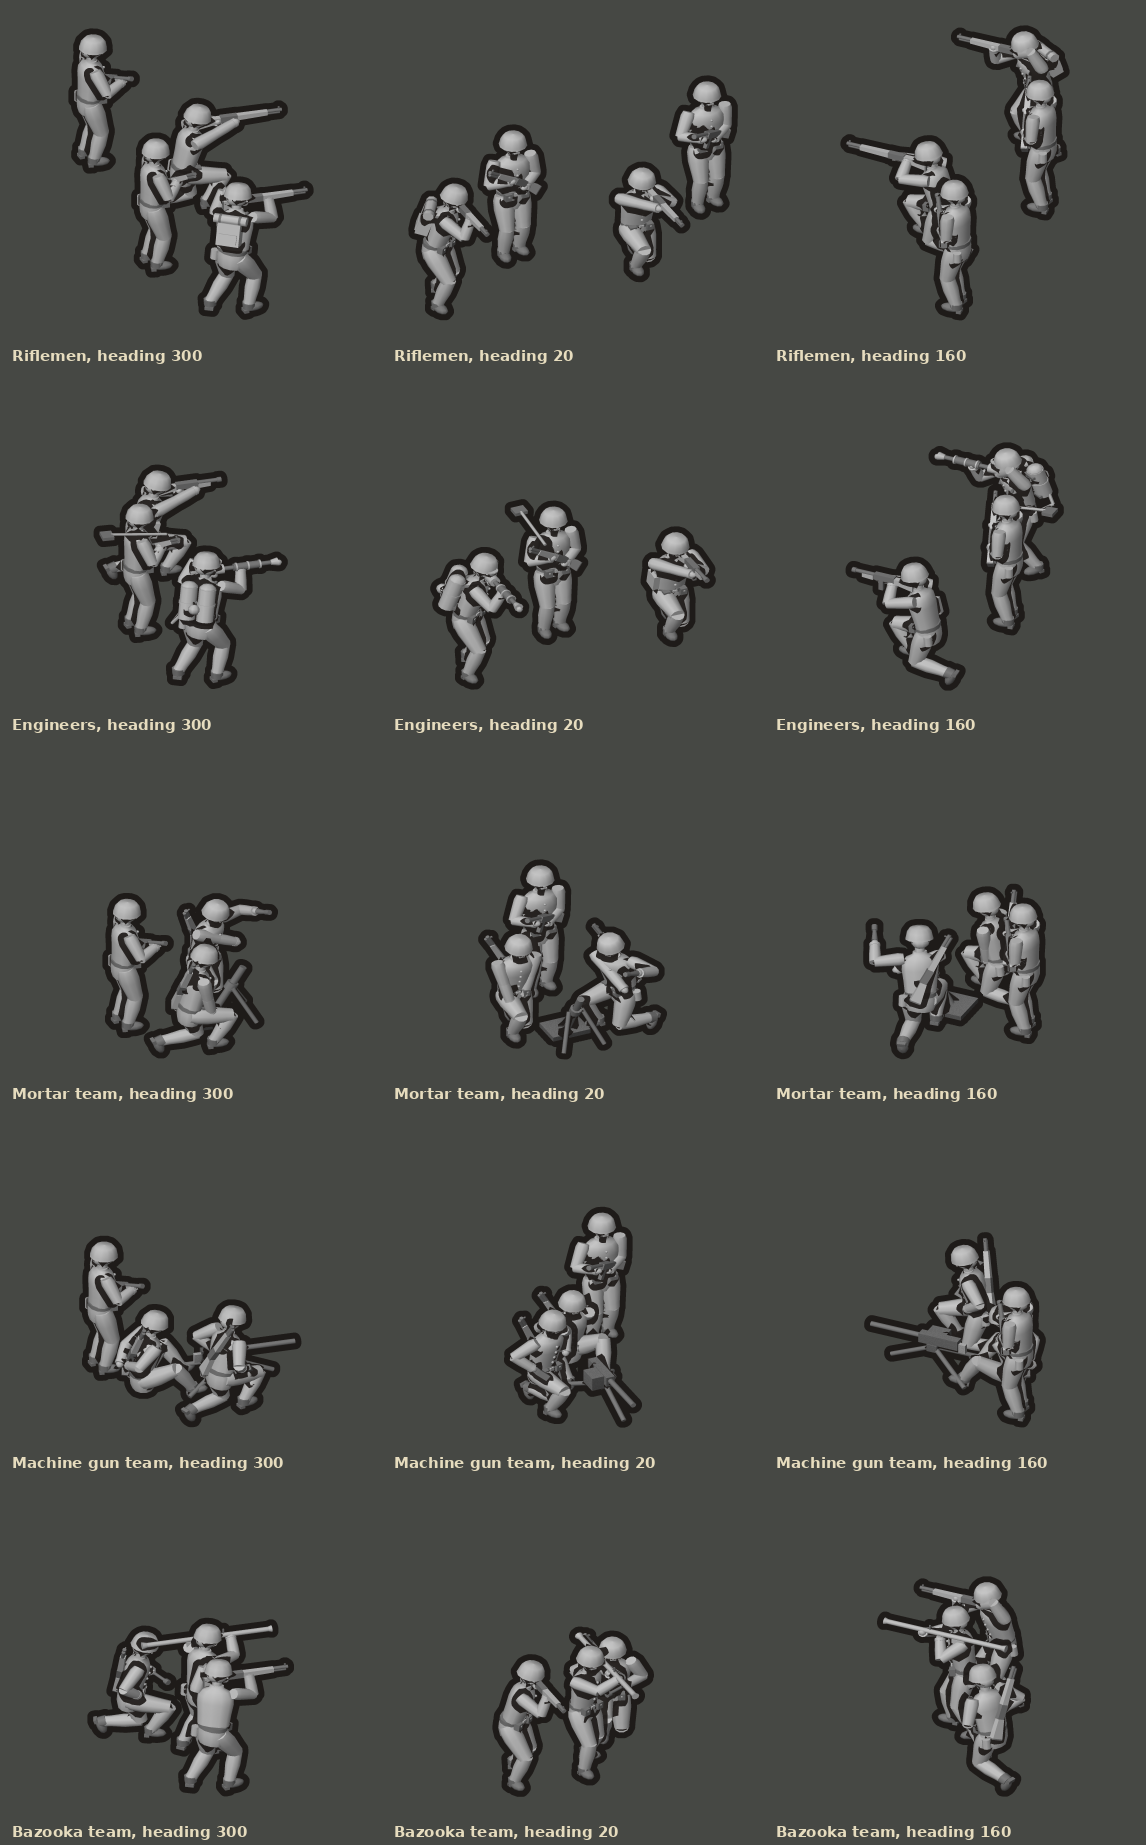 Riflemen, heading 300
Riflemen, heading 20
Riflemen, heading 160
Engineers, heading 300
Engineers, heading 20
Engineers, heading 160
Mortar team, heading 300
Mortar team, heading 20
Mortar team, heading 160
Machine gun team, heading 300
Machine gun team, heading 20
Machine gun team, heading 160
Bazooka team, heading 300
Bazooka team, heading 20
Bazooka team, heading 160